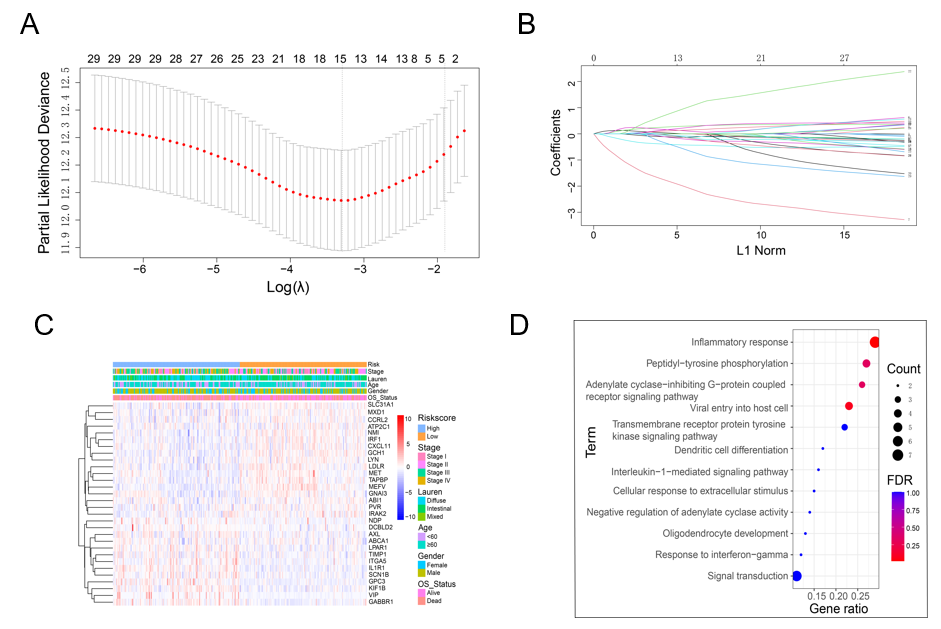 A
29 29 29 29 28 27 26 25 23 21 18 18 15 13 14 13 8 5 5 2
Partial Likelihood Deviance
12.5
12.4
12.3
12.2
12.1
12.0
11.9
−6 −5 −4 −3 −2
Log(λ)
B
0 13 21 27
Coefficients
2
1
0
−1
−2
−3
0 5 10 15
L1 Norm
C
Risk
Stage
Lauren
Age
Gender
OS_Status
SLC31A1
MXD1
CCRL2
ATP2C1
NMI
IRF1
CXCL11
GCH1
LYN
LDLR
MET
TAPBP
MEFV
GNAI3
ABI1
PVR
IRAK2
NDP
DCBLD2
AXL
ABCA1
LPAR1
TIMP1
ITGA5
IL1R1
SCN1B
GPC3
KIF1B
VIP
GABBR1
10
5
0
−5
−10
Riskscore
High
Low
Stage
Stage I
Stage II
Stage III
Stage IV
Lauren
Diffuse
Intestinal
Mixed
Age
<60
≥60
Gender
Female
Male
OS_Status
Alive
Dead
D
Term
Inflammatory response
Peptidyl−tyrosine phosphorylation
Adenylate cyclase−inhibiting G−protein coupled
receptor signaling pathway
Viral entry into host cell
Transmembrane receptor protein tyrosine
kinase signaling pathway
Dendritic cell differentiation
Interleukin−1−mediated signaling pathway
Cellular response to extracellular stimulus
Negative regulation of adenylate cyclase activity
Oligodendrocyte development
Response to interferon−gamma
Signal transduction
0.15 0.20 0.25
Gene ratio
Count
2
3
4
5
6
7
FDR
1.00
0.75
0.50
0.25